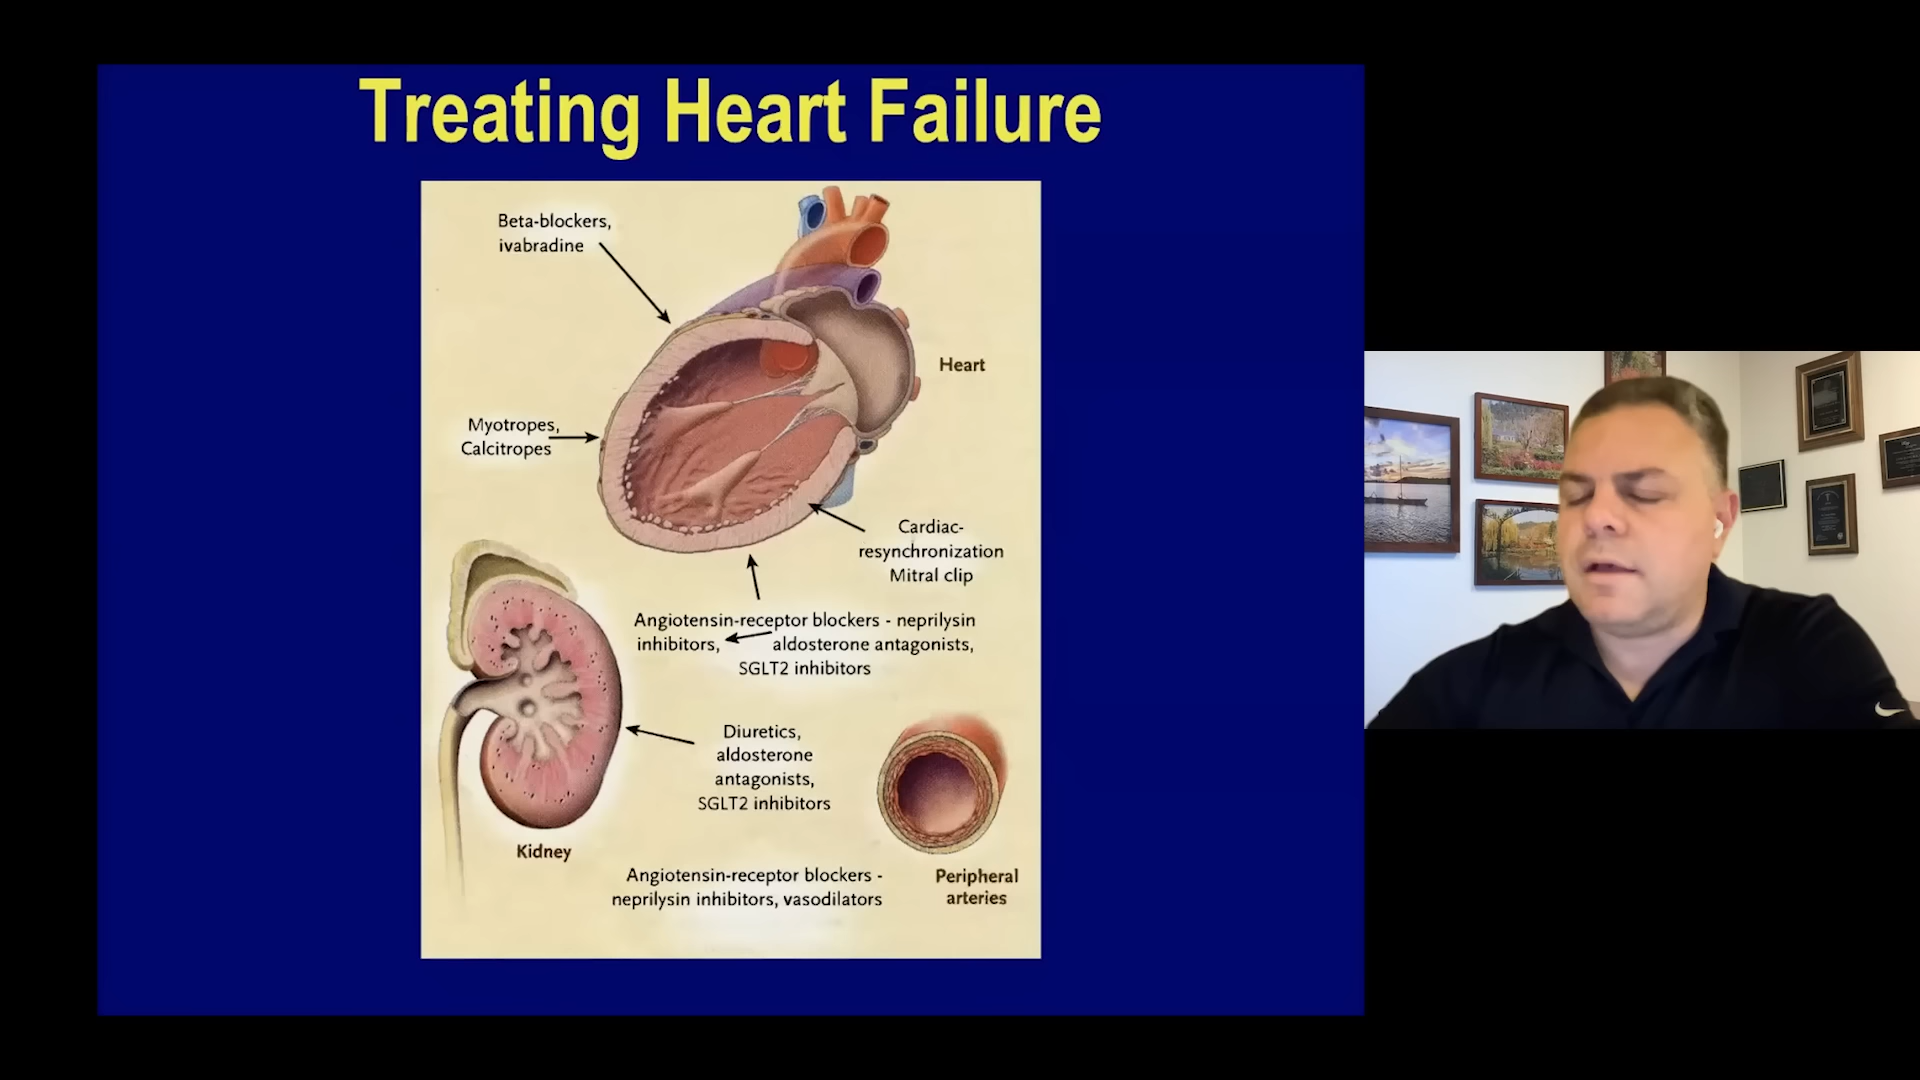 Treating Heart Failure
Beta-blockers,
ivabradine
Heart
Myotropes,
Calcitropes
Cardiac-
resynchronization
Mitral clip
Angiotensin-receptor blockers - neprilysin
inhibitors, aldosterone antagonists,
SGLT2 inhibitors
Diuretics,
aldosterone
antagonists,
SGLT2 inhibitors
Kidney
Angiotensin-receptor blockers -
neprilysin inhibitors, vasodilators
Peripheral
arteries